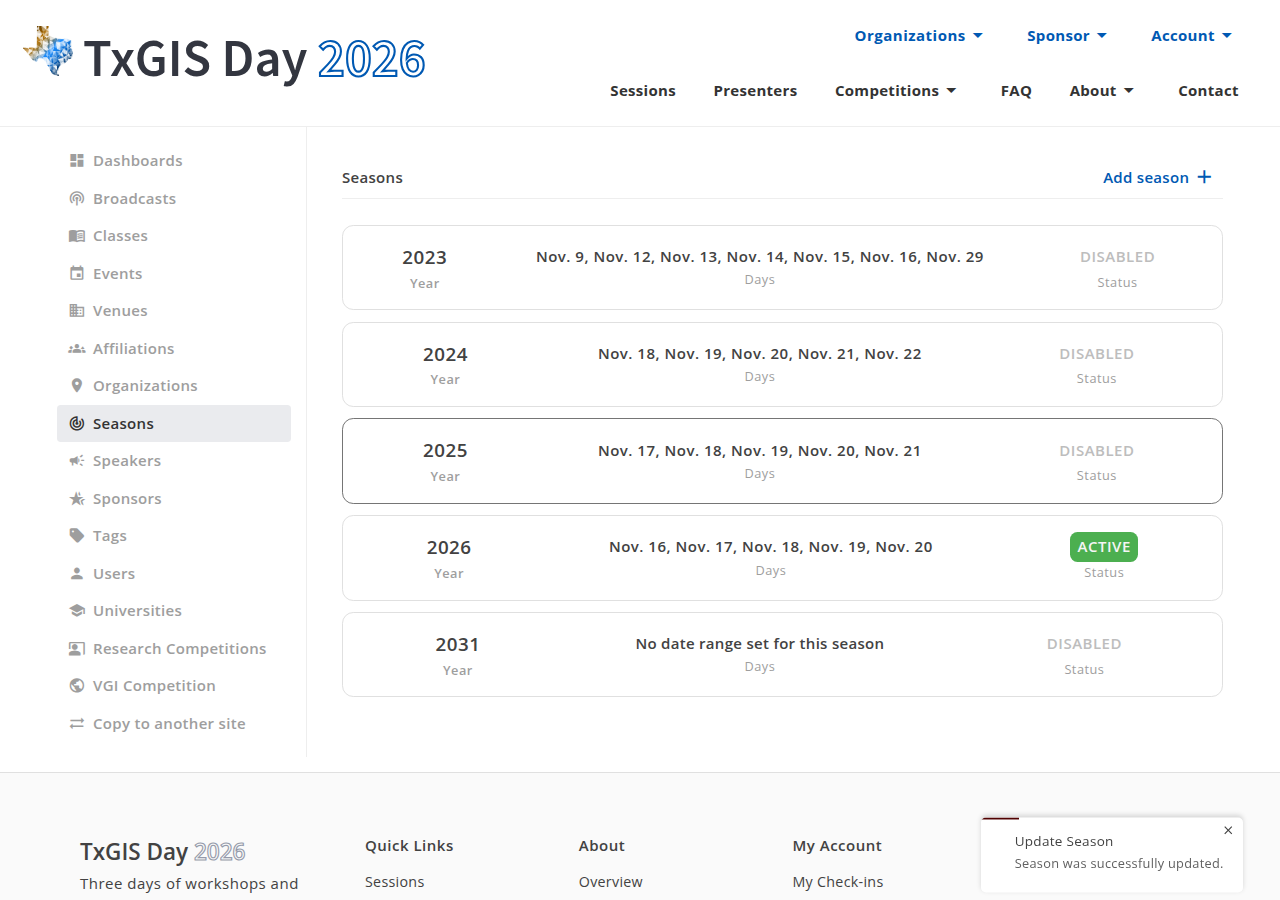 TxGIS Day 2026
Organizations
Sponsor
Account
Sessions
Presenters
Competitions
FAQ
About
Contact
Dashboards
Broadcasts
Classes
Events
Venues
Affiliations
Organizations
Seasons
Speakers
Sponsors
Tags
Users
Universities
Research Competitions
VGI Competition
Copy to another site
Seasons
Add season
2023
Year
Nov. 9, Nov. 12, Nov. 13, Nov. 14, Nov. 15, Nov. 16, Nov. 29
Days
DISABLED
Status
2024
Year
Nov. 18, Nov. 19, Nov. 20, Nov. 21, Nov. 22
Days
DISABLED
Status
2025
Year
Nov. 17, Nov. 18, Nov. 19, Nov. 20, Nov. 21
Days
DISABLED
Status
2026
Year
Nov. 16, Nov. 17, Nov. 18, Nov. 19, Nov. 20
Days
ACTIVE
Status
2031
Year
No date range set for this season
Days
DISABLED
Status
TxGIS Day 2026
Three days of workshops and
Quick Links
Sessions
About
Overview
My Account
My Check-ins
Update Season
Season was successfully updated.